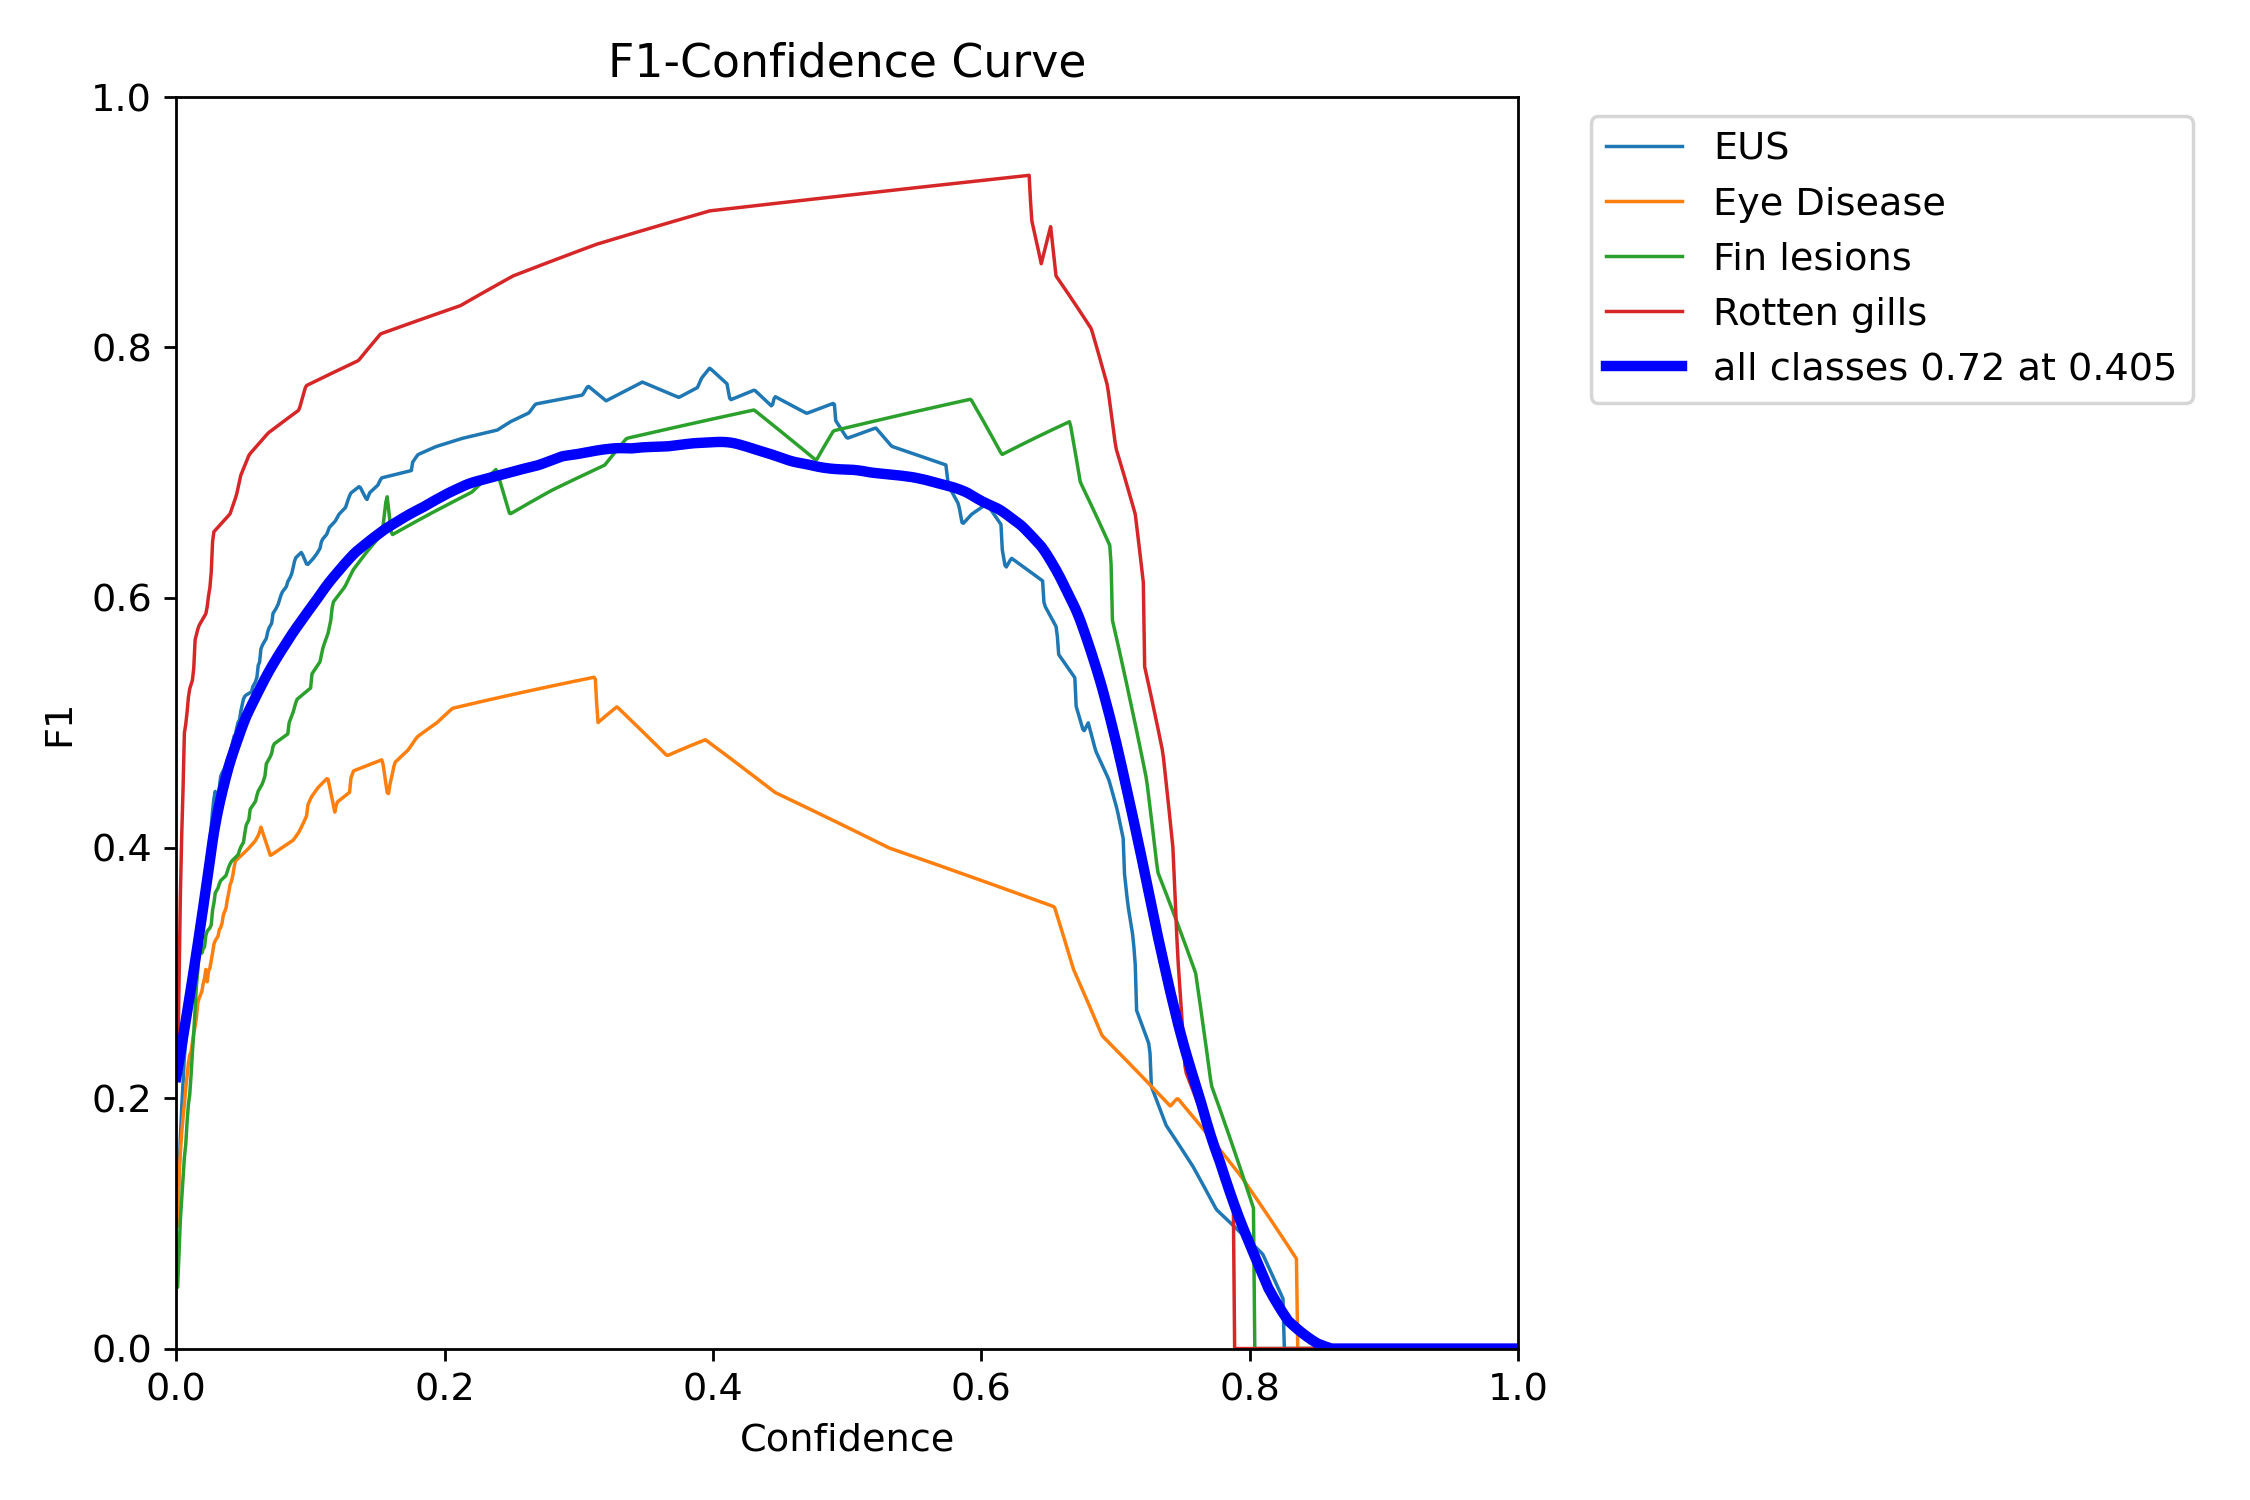 F1-Confidence Curve
1.0
0.8
0.6
0.4
0.2
0.0
F1
0.0 0.2 0.4 0.6 0.8 1.0
Confidence
EUS
Eye Disease
Fin lesions
Rotten gills
all classes 0.72 at 0.405